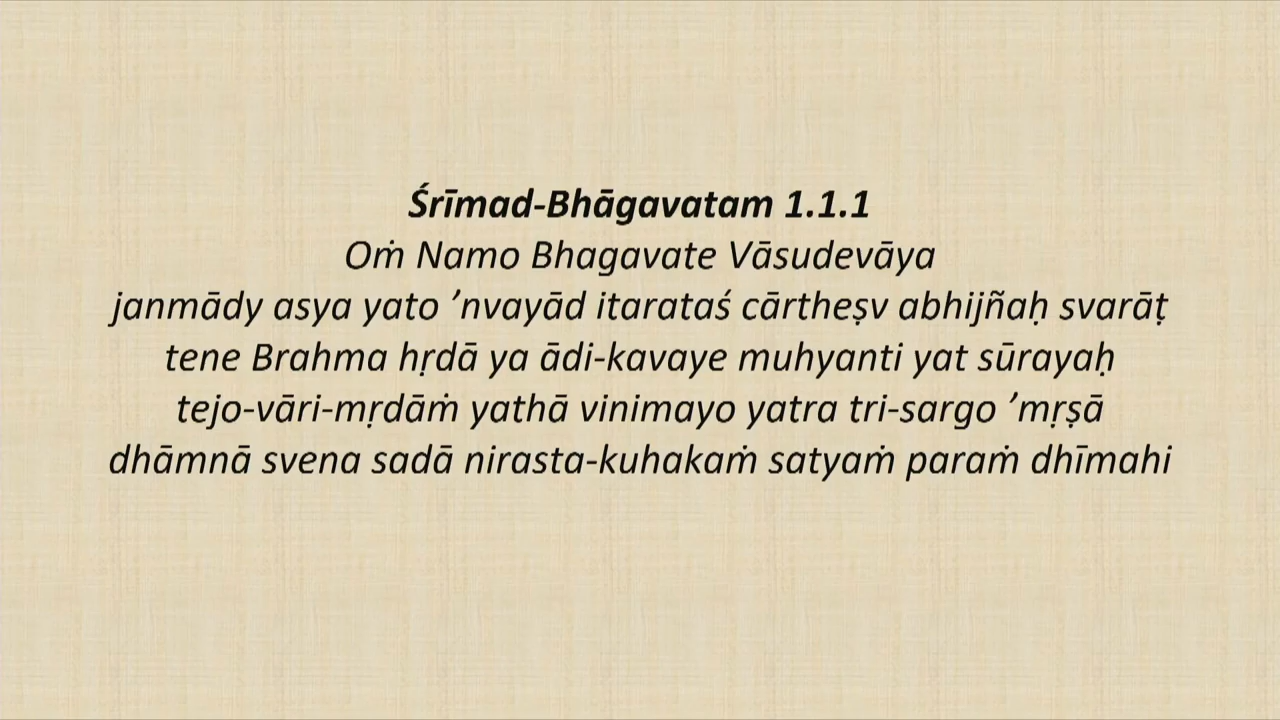 Śrīmad-Bhāgavatam 1.1.1
Oṁ Namo Bhagavate Vāsudevāya
janmādy asya yato ’nvayād itarataś cārtheṣv abhijñaḥ svarāṭ
tene Brahma hṛdā ya ādi-kavaye muhyanti yat sūrayaḥ
tejo-vāri-mṛdāṁ yathā vinimayo yatra tri-sargo ’mṛṣā
dhāmnā svena sadā nirasta-kuhakaṁ satyaṁ paraṁ dhīmahi